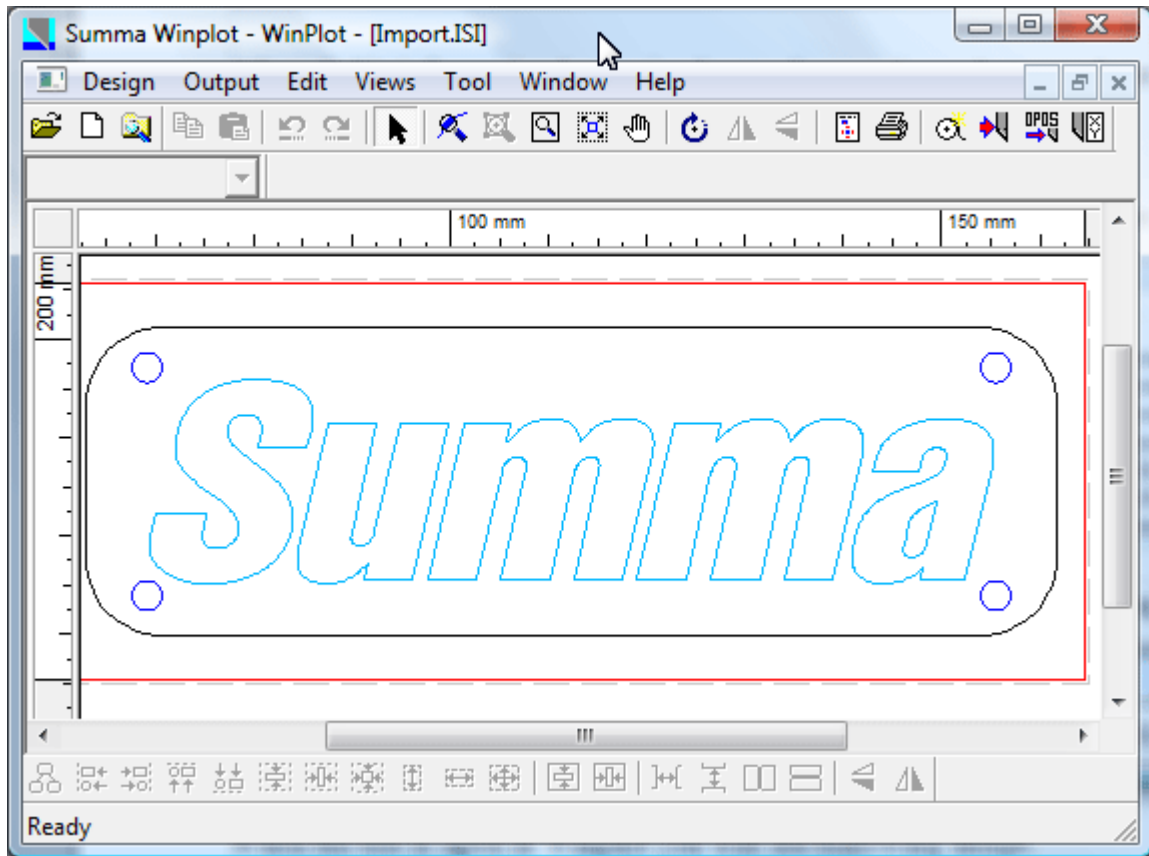 Summa Winplot - WinPlot - [Import.ISI]
Design Output Edit Views Tool Window Help
OPOS
100 mm 150 mm
200 mm
Summa
Ready